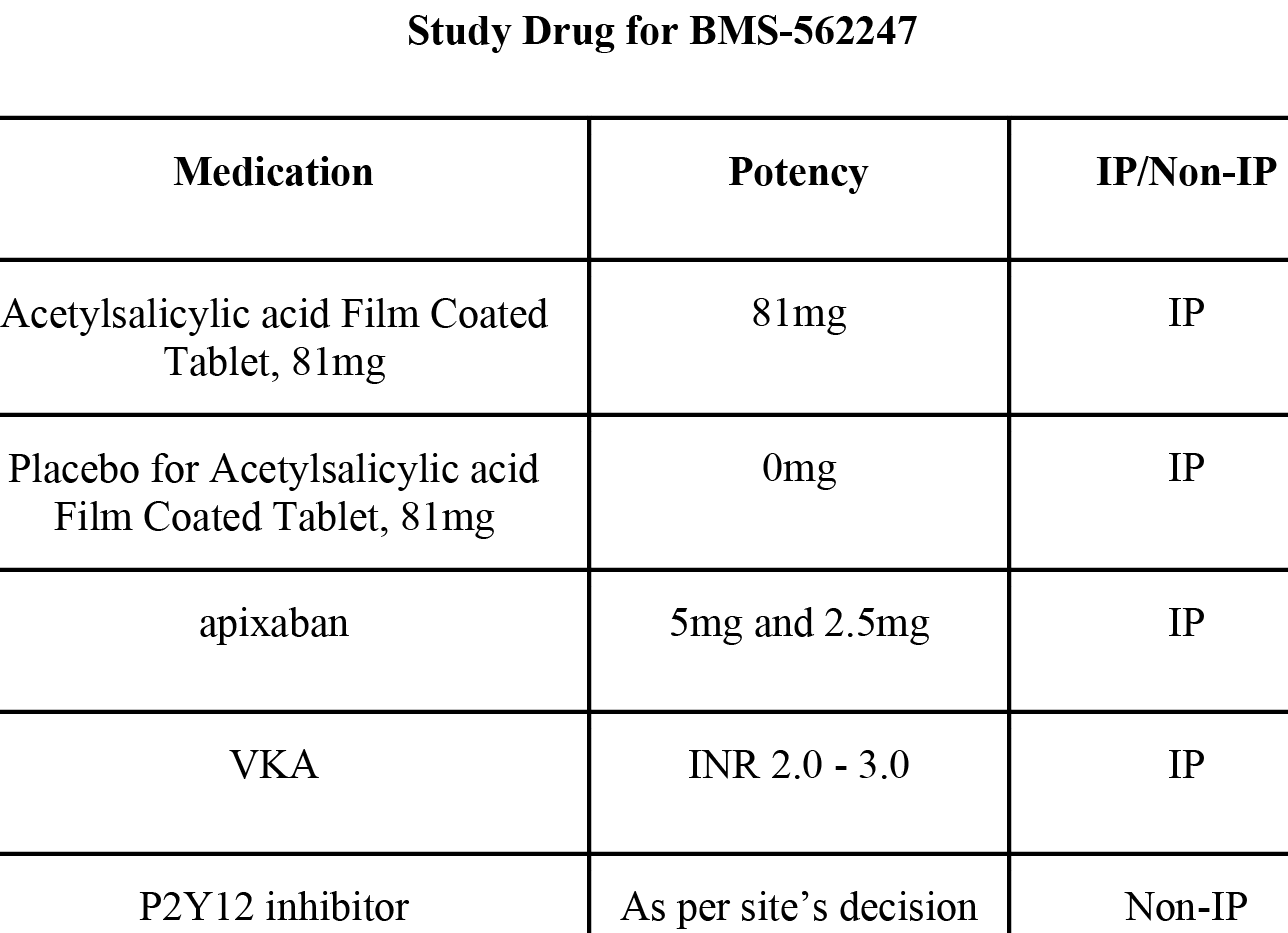 Study Drug for BMS-562247
Medication
Potency
IP/Non-IP
Acetylsalicylic acid Film Coated
Tablet, 81mg
81mg
IP
Placebo for Acetylsalicylic acid
Film Coated Tablet, 81mg
0mg
IP
apixaban
5mg and 2.5mg
IP
VKA
INR 2.0 - 3.0
IP
P2Y12 inhibitor
As per site’s decision
Non-IP